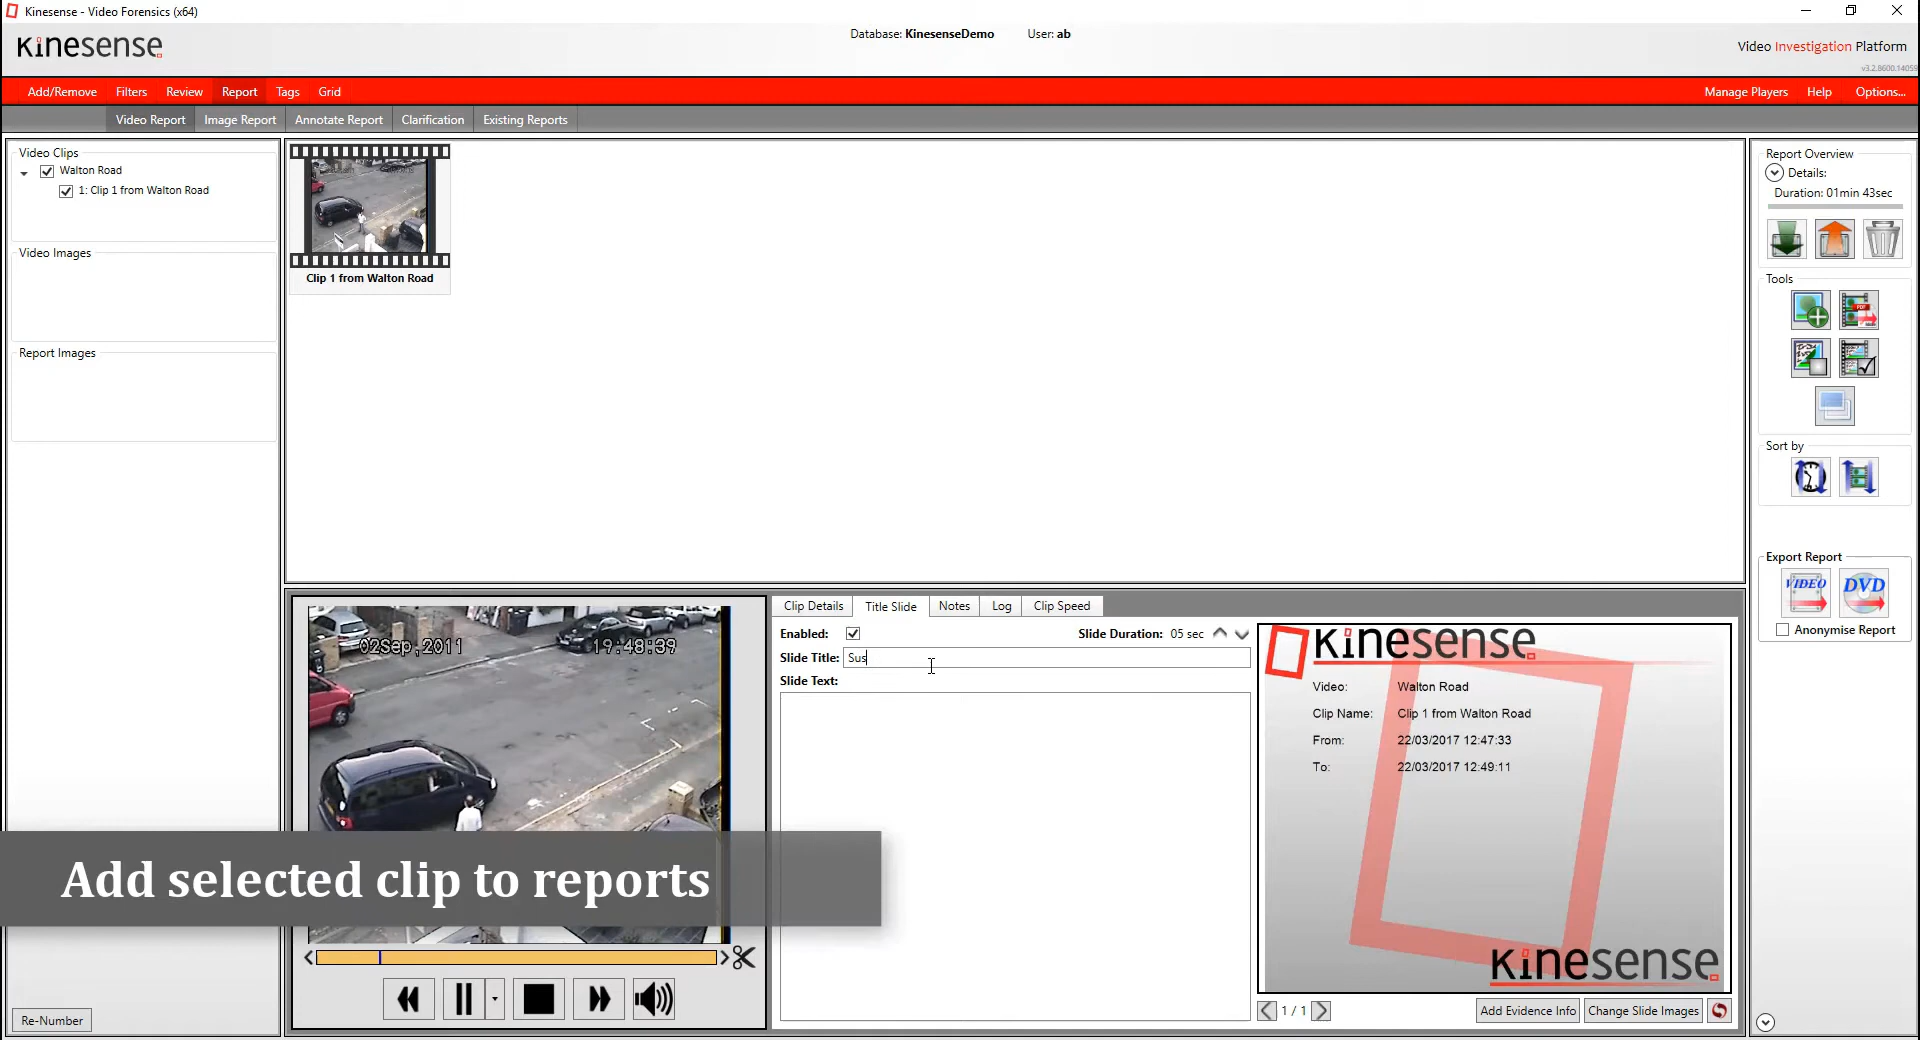 Kinesense - Video Forensics (x64)
kinesense
Database: KinesenseDemo User: ab
Video Investigation Platform
v3.2.8600.14059
Add/Remove Filters Review Report Tags Grid
Manage Players Help Options...
Video Report Image Report Annotate Report Clarification Existing Reports
Video Clips
Walton Road
1: Clip 1 from Walton Road
Video Images
Report Images
Re-Number
Clip 1 from Walton Road
Report Overview
Details:
Duration: 01min 43sec
Tools
PDF
Sort by
Export Report
VIDEO DVD
Anonymise Report
02Sep,2011 19:48:39
Clip Details Title Slide Notes Log Clip Speed
Enabled: Slide Duration: 05 sec
Slide Title: Sus
Slide Text:
kinesense
Video: Walton Road
Clip Name: Clip 1 from Walton Road
From: 22/03/2017 12:47:33
To: 22/03/2017 12:49:11
kinesense
1 / 1 Add Evidence Info Change Slide Images
Add selected clip to reports